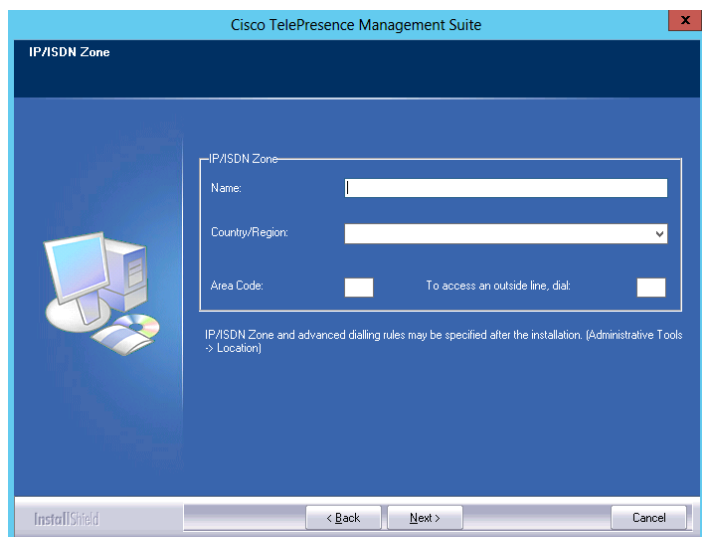 Cisco TelePresence Management Suite
x
IP/ISDN Zone
IP/ISDN Zone
Name:
Country/Region:
Area Code:
To access an outside line, dial:
IP/ISDN Zone and advanced dialling rules may be specified after the installation. (Administrative Tools
-> Location)
InstallShield
< Back
Next >
Cancel